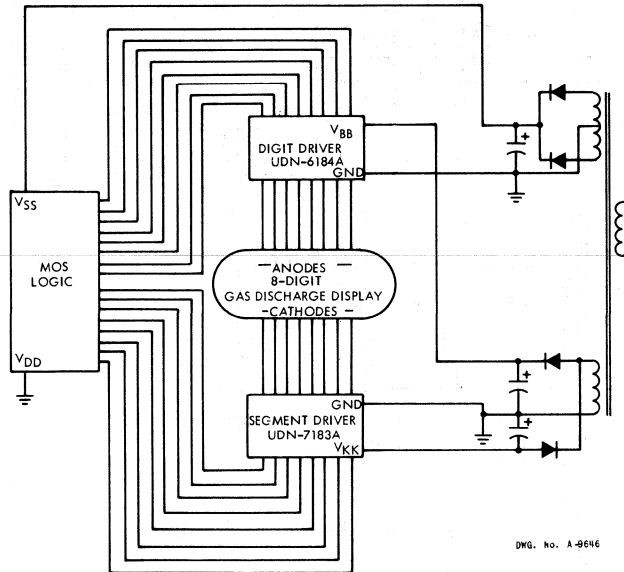 VBB
DIGIT DRIVER
UDN-6184A
GND
+
VSS
MOS
LOGIC
VDD
—ANODES—
8-DIGIT
GAS DISCHARGE DISPLAY
-CATHODES-
GND
SEGMENT DRIVER
UDN-7183A
VKK
+
+
DWG. No. A-9646